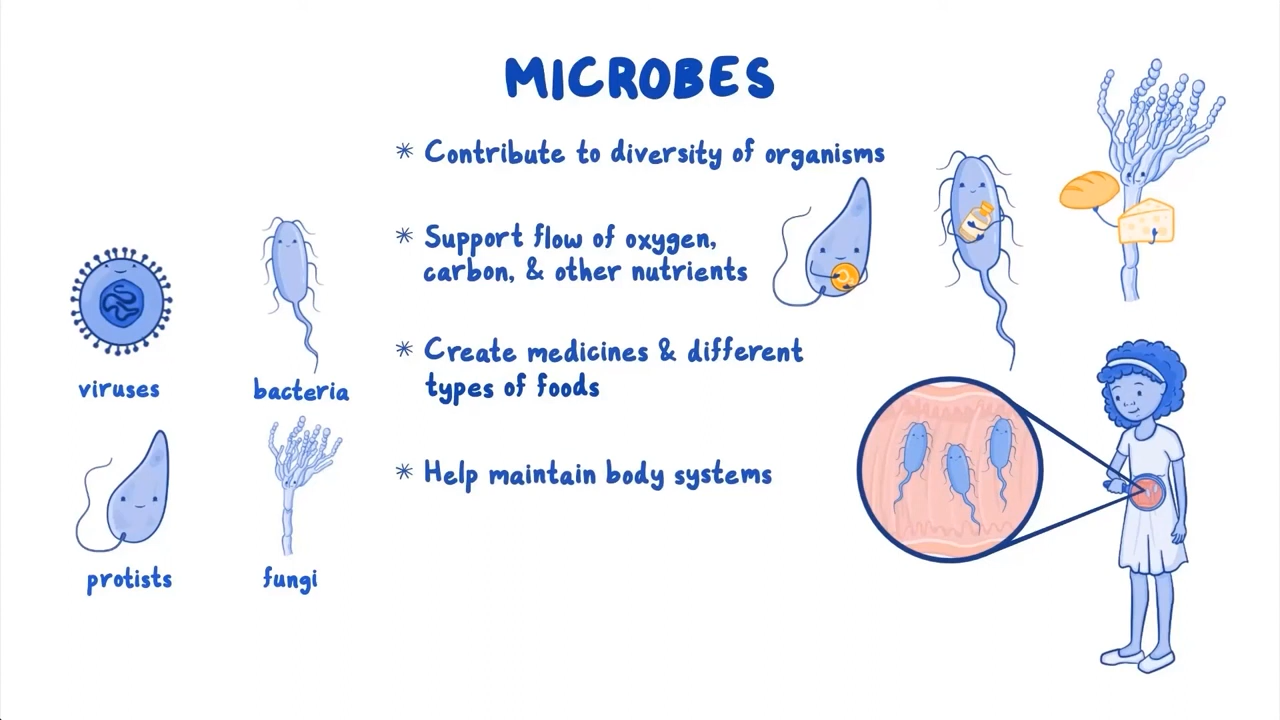 MICROBES
* Contribute to diversity of organisms
* Support flow of oxygen,
carbon, & other nutrients
* Create medicines & different
types of foods
* Help maintain body systems
viruses
bacteria
protists
fungi